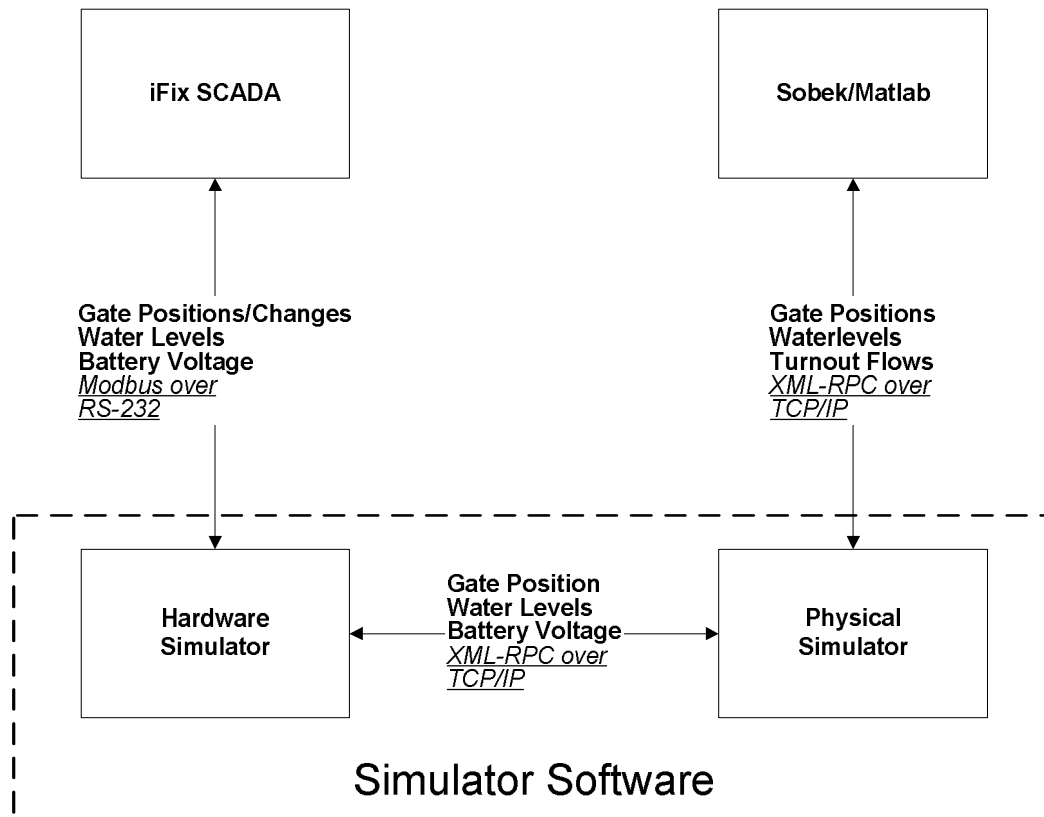 iFix SCADA
Sobek/Matlab
Gate Positions/Changes
Water Levels
Battery Voltage
Modbus over
RS-232
Gate Positions
Waterlevels
Turnout Flows
XML-RPC over
TCP/IP
Hardware
Simulator
Gate Position
Water Levels
Battery Voltage
XML-RPC over
TCP/IP
Physical
Simulator
Simulator Software